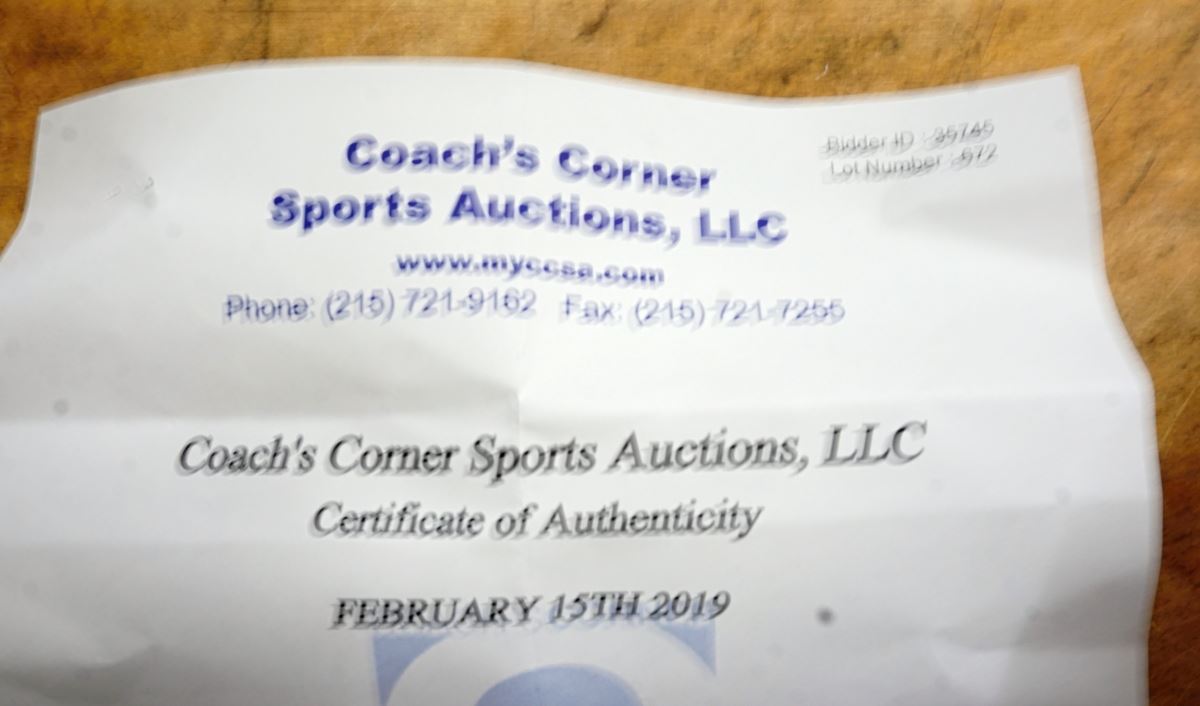 Coach's Corner
Sports Auctions, LLC
www.myccsa.com
Phone: (215) 721-9162 Fax: (215) 721-7255
Bidder ID : 35745
Lot Number : 672
Coach's Corner Sports Auctions, LLC
Certificate of Authenticity
FEBRUARY 15TH 2019